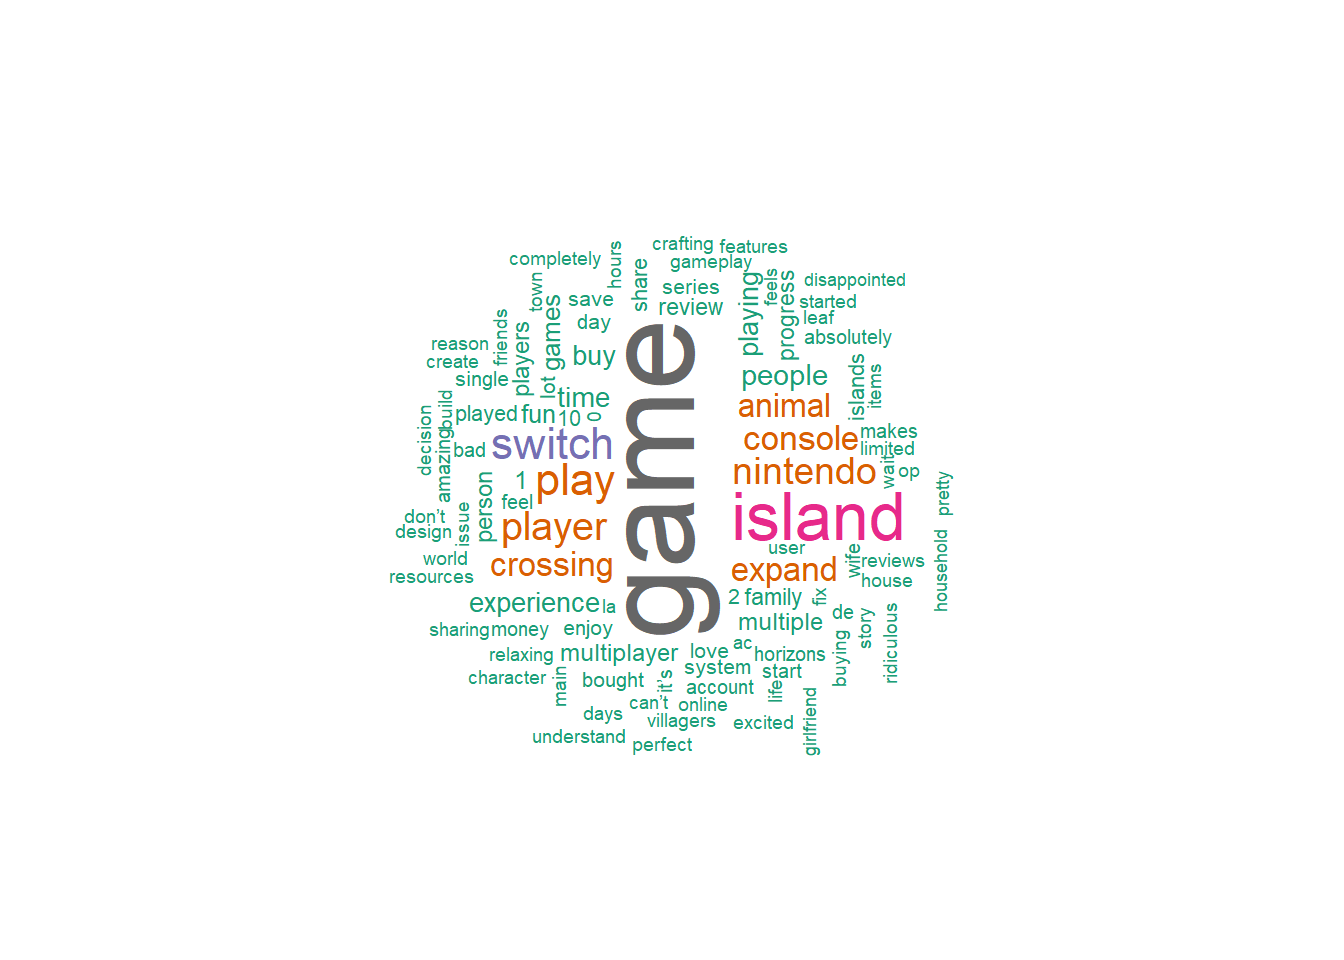 crafting
features
completely
hours
share
gameplay
series
review
feels
disappointed
town
save
playing
progress
started
leaf
day
absolutely
reason
friends
games
buy
create
players
single
lot
time
people
islands
items
animal
decision
build
played
fun
10
0
console
makes
amazing
bad
switch
game
limited
nintendo
wait
op
1
play
person
feel
island
pretty
don’t
design
issue
player
user
world
crossing
expand
wife
reviews
resources
house
household
experience
la
2
family
fix
de
story
sharing
money
enjoy
multiple
buying
ridiculous
relaxing
multiplayer
love
ac
horizons
character
main
bought
it’s
system
start
account
life
days
can’t
online
villagers
excited
girlfriend
understand
perfect